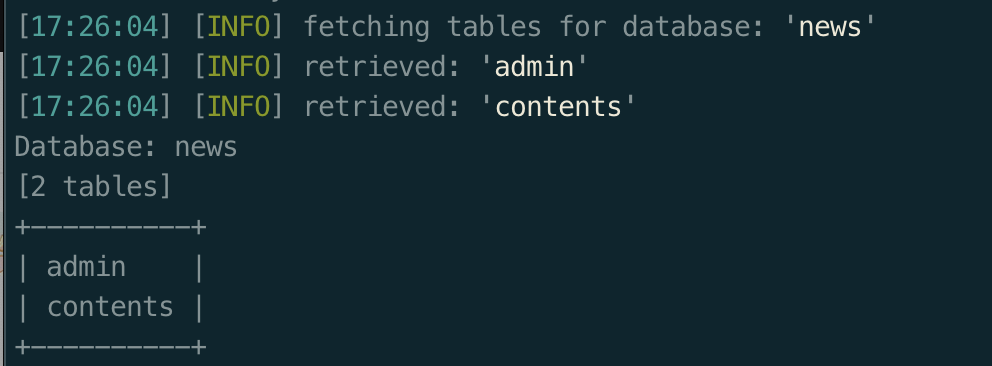 [17:26:04] [INFO] fetching tables for database: 'news'
[17:26:04] [INFO] retrieved: 'admin'
[17:26:04] [INFO] retrieved: 'contents'
Database: news
[2 tables]
+----------+
| admin    |
| contents |
+----------+